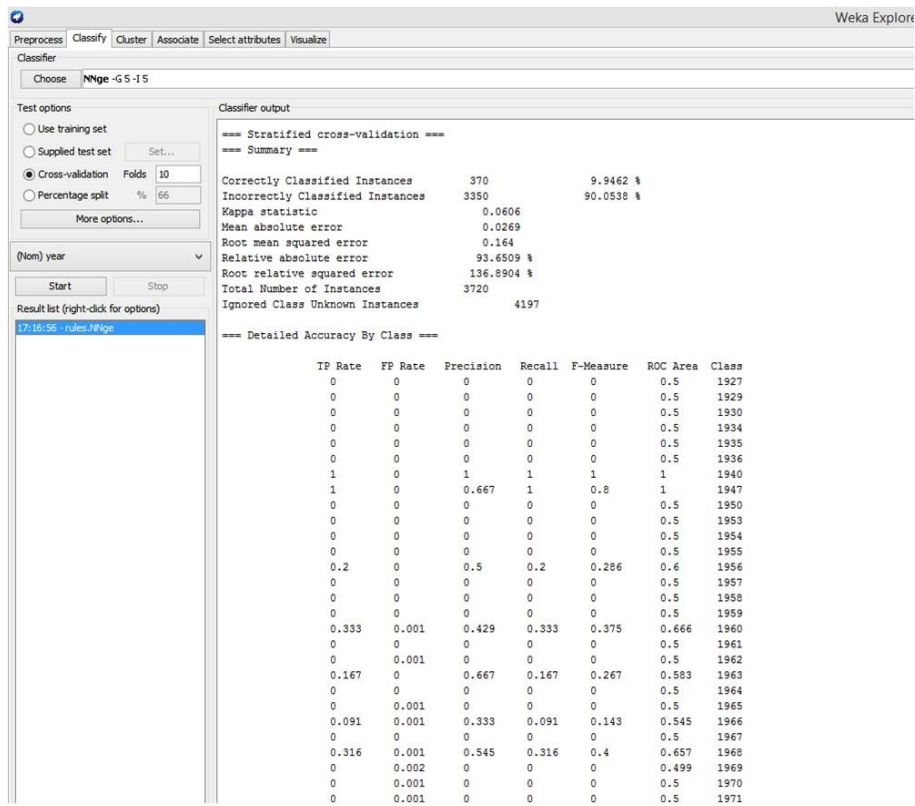 Weka Explore
Preprocess Classify Cluster Associate Select attributes Visualize
Classifier
Choose NNge -G 5 -I 5
Test options
Use training set
Supplied test set Set...
Cross-validation Folds 10
Percentage split % 66
More options...
(Nom) year
Start Stop
Result list (right-click for options)
17:16:56 - rules.NNge
Classifier output
=== Stratified cross-validation ===
=== Summary ===
Correctly Classified Instances 370 9.9462 %
Incorrectly Classified Instances 3350 90.0538 %
Kappa statistic 0.0606
Mean absolute error 0.0269
Root mean squared error 0.164
Relative absolute error 93.6509 %
Root relative squared error 136.8904 %
Total Number of Instances 3720
Ignored Class Unknown Instances 4197
=== Detailed Accuracy By Class ===
TP Rate FP Rate Precision Recall F-Measure ROC Area Class
0 0 0 0 0 0.5 1927
0 0 0 0 0 0.5 1929
0 0 0 0 0 0.5 1930
0 0 0 0 0 0.5 1934
0 0 0 0 0 0.5 1935
0 0 0 0 0 0.5 1936
1 0 1 1 1 1 1940
1 0 0.667 1 0.8 1 1947
0 0 0 0 0 0.5 1950
0 0 0 0 0 0.5 1953
0 0 0 0 0 0.5 1954
0 0 0 0 0 0.5 1955
0.2 0 0.5 0.2 0.286 0.6 1956
0 0 0 0 0 0.5 1957
0 0 0 0 0 0.5 1958
0 0 0 0 0 0.5 1959
0.333 0.001 0.429 0.333 0.375 0.666 1960
0 0 0 0 0 0.5 1961
0 0.001 0 0 0 0.5 1962
0.167 0 0.667 0.167 0.267 0.583 1963
0 0 0 0 0 0.5 1964
0 0.001 0 0 0 0.5 1965
0.091 0.001 0.333 0.091 0.143 0.545 1966
0 0 0 0 0 0.5 1967
0.316 0.001 0.545 0.316 0.4 0.657 1968
0 0.002 0 0 0 0.499 1969
0 0.001 0 0 0 0.5 1970
0 0.001 0 0 0 0.5 1971